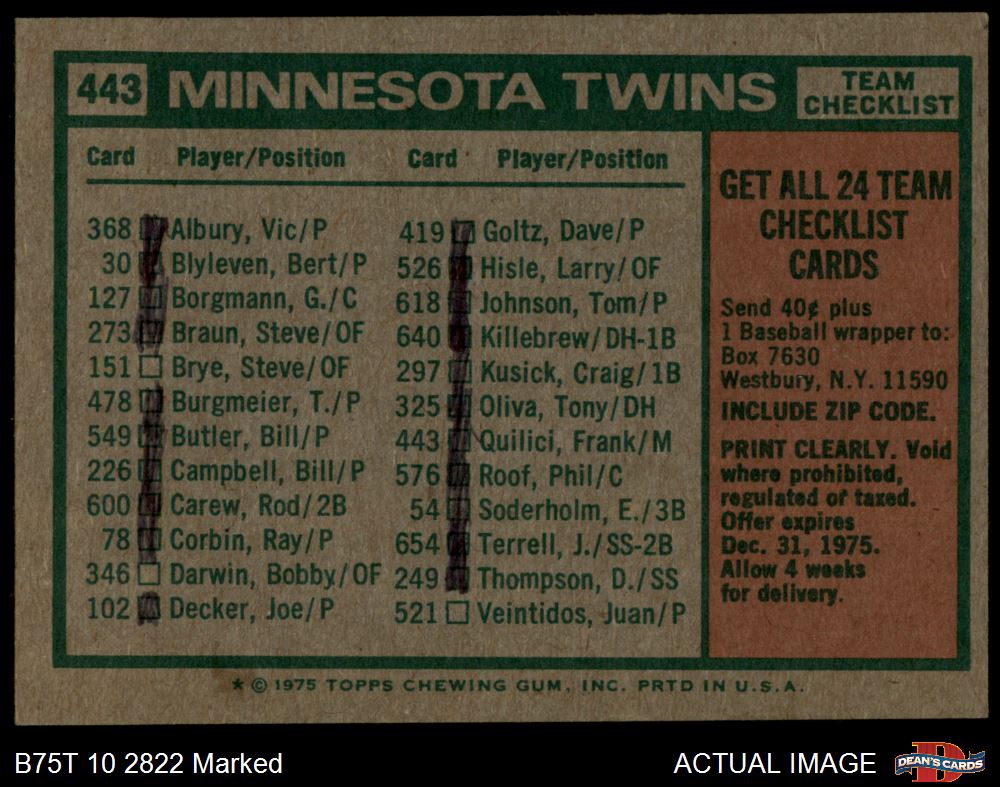 443 MINNESOTA TWINS TEAM CHECKLIST
Card Player/Position
368 Albury, Vic/P
30 Blyleven, Bert/P
127 Borgmann, G./C
273 Braun, Steve/OF
151 Brye, Steve/OF
478 Burgmeier, T./P
549 Butler, Bill/P
226 Campbell, Bill/P
600 Carew, Rod/2B
78 Corbin, Ray/P
346 Darwin, Bobby/OF
102 Decker, Joe/P
Card Player/Position
419 Goltz, Dave/P
526 Hisle, Larry/OF
618 Johnson, Tom/P
640 Killebrew/DH-1B
297 Kusick, Craig/1B
325 Oliva, Tony/DH
443 Quilici, Frank/M
576 Roof, Phil/C
54 Soderholm, E./3B
654 Terrell, J./SS-2B
249 Thompson, D./SS
521 Veintidos, Juan/P
GET ALL 24 TEAM
CHECKLIST
CARDS
Send 40¢ plus
1 Baseball wrapper to:
Box 7630
Westbury, N.Y. 11590
INCLUDE ZIP CODE.
PRINT CLEARLY. Void
where prohibited,
regulated or taxed.
Offer expires
Dec. 31, 1975.
Allow 4 weeks
for delivery.
* © 1975 TOPPS CHEWING GUM, INC. PRTD IN U.S.A.
B75T 10 2822 Marked
ACTUAL IMAGE
D
DEAN'S CARDS